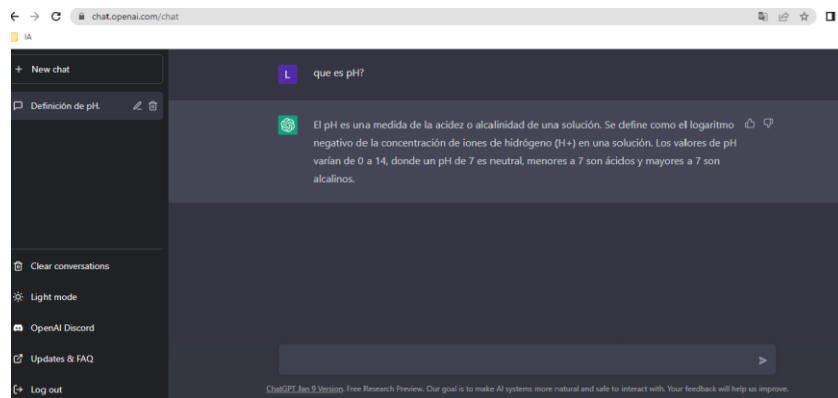 chat.openai.com/chat
IA
+ New chat
Definición de pH.
Clear conversations
Light mode
OpenAI Discord
Updates & FAQ
Log out
L
que es pH?
El pH es una medida de la acidez o alcalinidad de una solución. Se define como el logaritmo
negativo de la concentración de iones de hidrógeno (H+) en una solución. Los valores de pH
varían de 0 a 14, donde un pH de 7 es neutral, menores a 7 son ácidos y mayores a 7 son
alcalinos.
ChatGPT Jan 9 Version. Free Research Preview. Our goal is to make AI systems more natural and safe to interact with. Your feedback will help us improve.